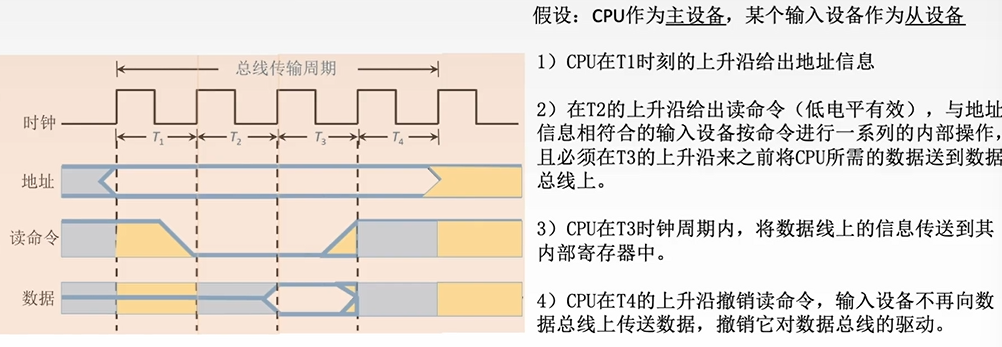 假设：CPU作为主设备，某个输入设备作为从设备
总线传输周期
时钟
T1
T2
T3
T4
地址
读命令
数据
1）CPU在T1时刻的上升沿给出地址信息
2）在T2的上升沿给出读命令（低电平有效），与地址
信息相符合的输入设备按命令进行一系列的内部操作，
且必须在T3的上升沿来之前将CPU所需的数据送到数据
总线上。
3）CPU在T3时钟周期内，将数据线上的信息传送到其
内部寄存器中。
4）CPU在T4的上升沿撤销读命令，输入设备不再向数
据总线上传送数据，撤销它对数据总线的驱动。